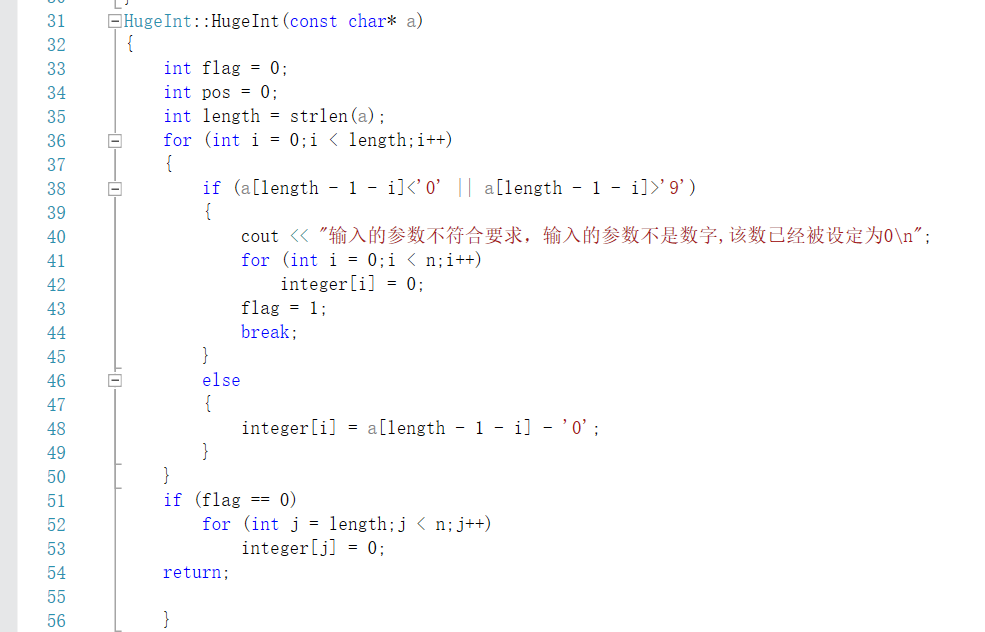 31 HugeInt::HugeInt(const char* a)
32 {
33 int flag = 0;
34 int pos = 0;
35 int length = strlen(a);
36 for (int i = 0;i < length;i++)
37 {
38 if (a[length - 1 - i]<'0' || a[length - 1 - i]>'9')
39 {
40 cout << "输入的参数不符合要求，输入的参数不是数字,该数已经被设定为0\n";
41 for (int i = 0;i < n;i++)
42 integer[i] = 0;
43 flag = 1;
44 break;
45 }
46 else
47 {
48 integer[i] = a[length - 1 - i] - '0';
49 }
50 }
51 if (flag == 0)
52 for (int j = length;j < n;j++)
53 integer[j] = 0;
54 return;
55
56 }